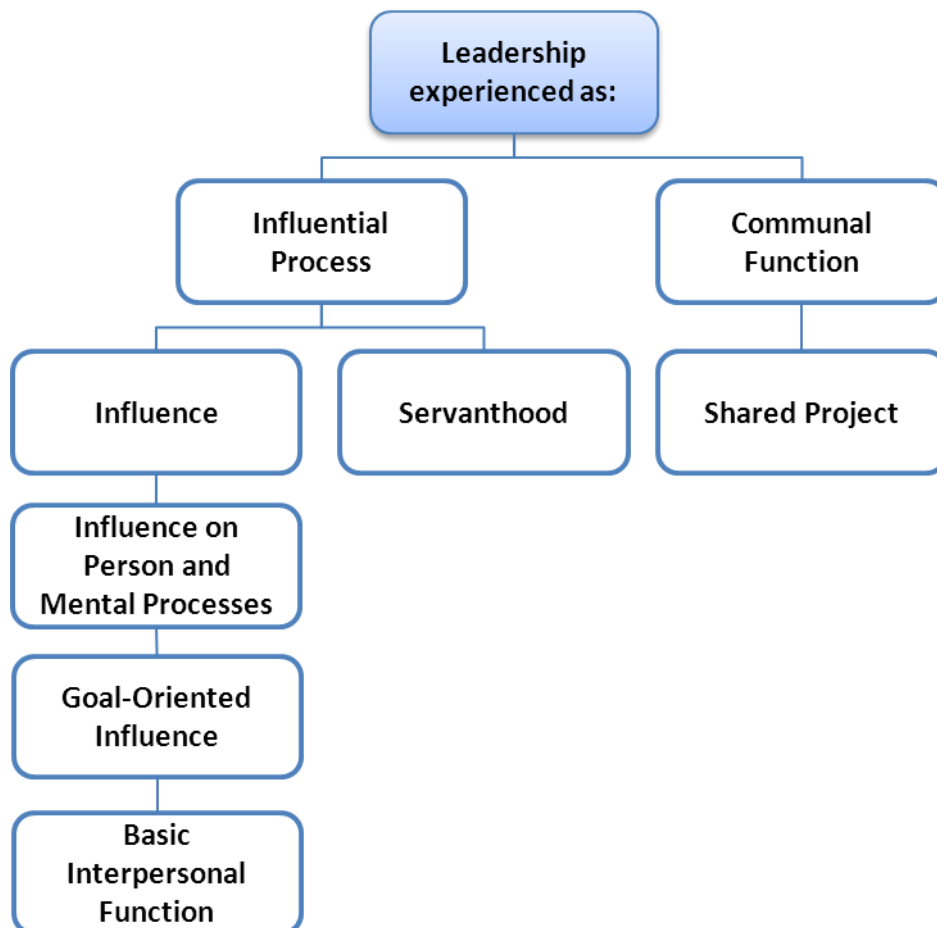 Leadership
experienced as:
Influential
Process
Communal
Function
Influence
Servanthood
Shared Project
Influence on
Person and
Mental Processes
Goal-Oriented
Influence
Basic
Interpersonal
Function